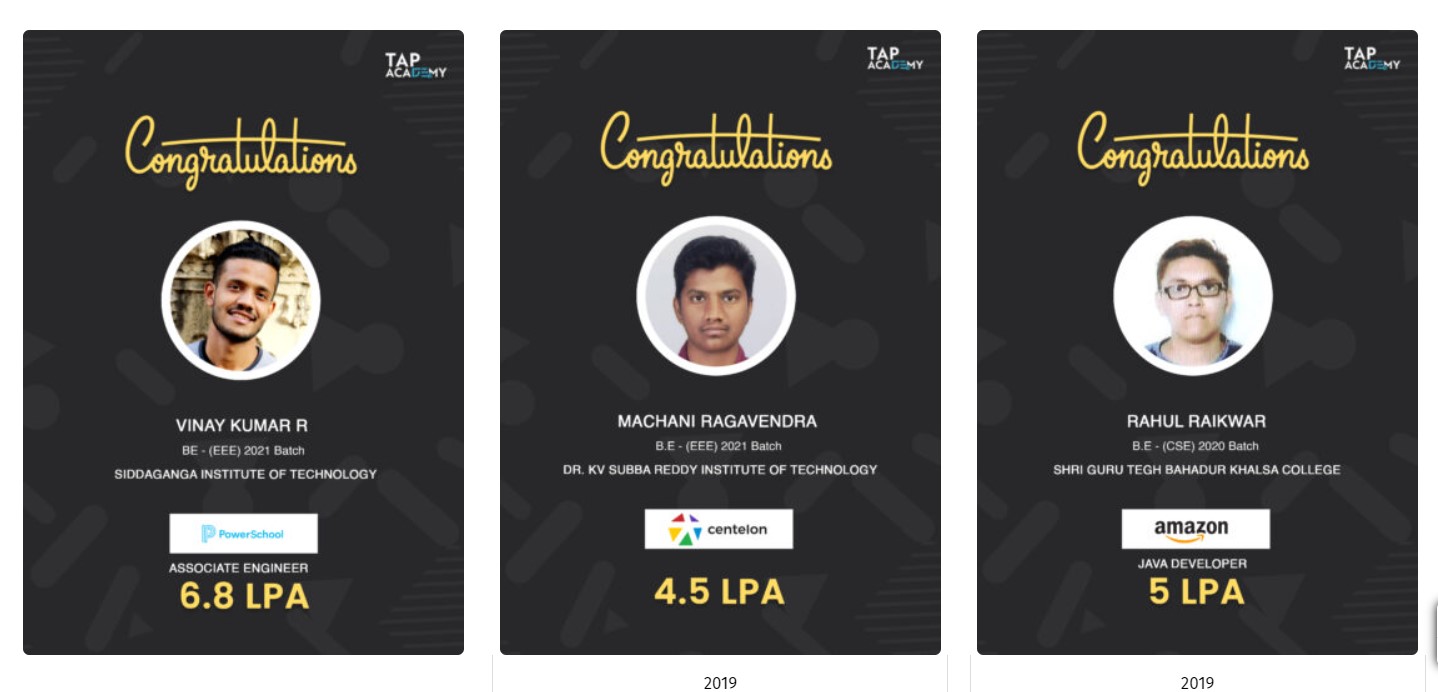 TAP
ACADEMY
Congratulations
VINAY KUMAR R
BE - (EEE) 2021 Batch
SIDDAGANGA INSTITUTE OF TECHNOLOGY
PowerSchool
ASSOCIATE ENGINEER
6.8 LPA
TAP
ACADEMY
Congratulations
MACHANI RAGAVENDRA
B.E - (EEE) 2021 Batch
DR. KV SUBBA REDDY INSTITUTE OF TECHNOLOGY
centelon
4.5 LPA
2019
TAP
ACADEMY
Congratulations
RAHUL RAIKWAR
B.E - (CSE) 2020 Batch
SHRI GURU TEGH BAHADUR KHALSA COLLEGE
amazon
JAVA DEVELOPER
5 LPA
2019